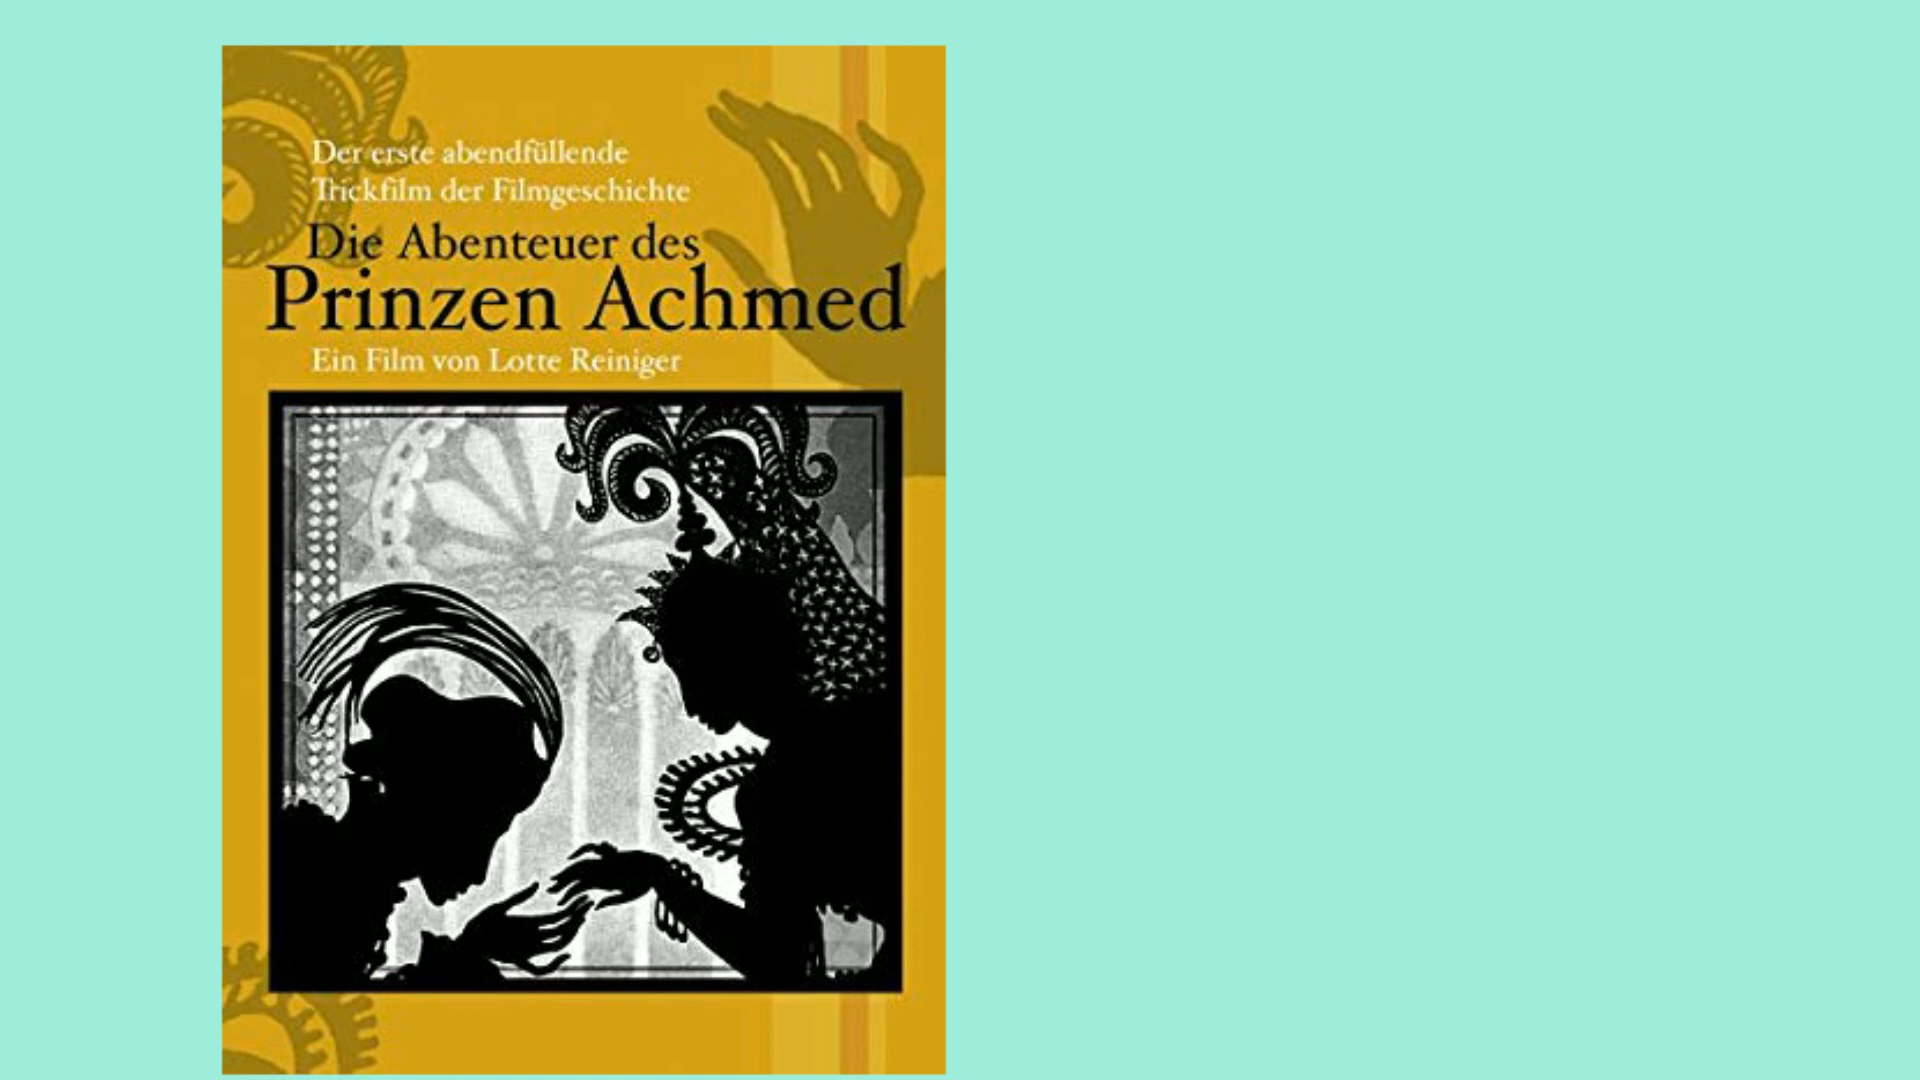 Der erste abendfüllende
Trickfilm der Filmgeschichte
Die Abenteuer des
Prinzen Achmed
Ein Film von Lotte Reiniger